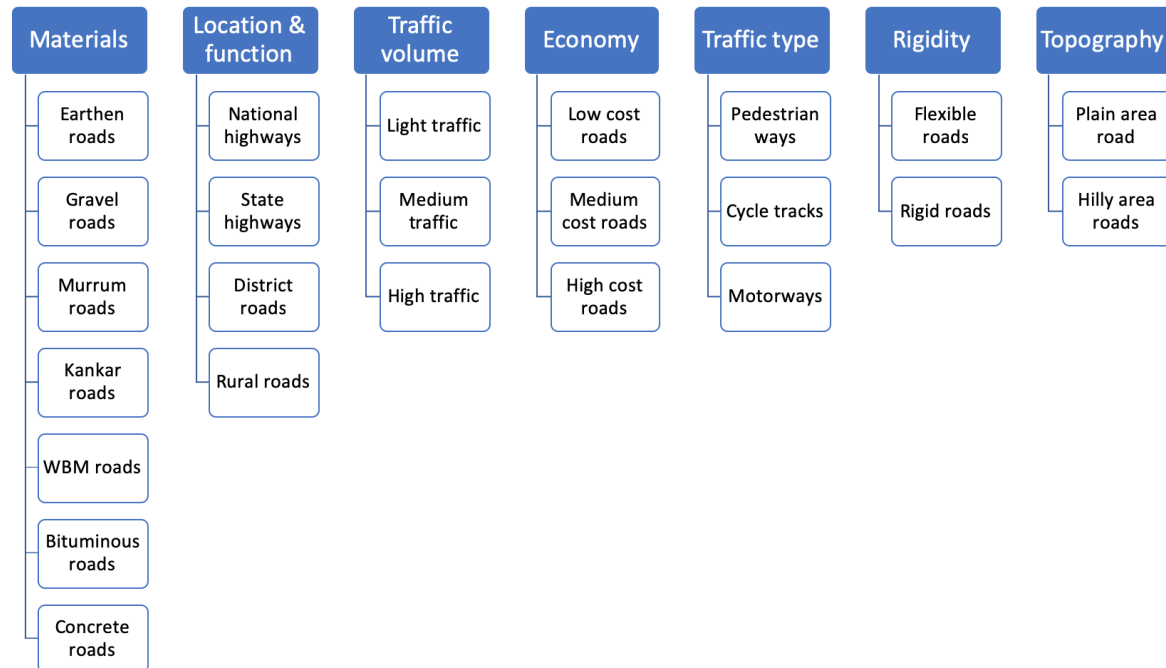 Materials
Earthen
roads
Gravel
roads
Murrum
roads
Kankar
roads
WBM roads
Bituminous
roads
Concrete
roads
Location &
function
National
highways
State
highways
District
roads
Rural roads
Traffic
volume
Light traffic
Medium
traffic
High traffic
Economy
Low cost
roads
Medium
cost roads
High cost
roads
Traffic type
Pedestrian
ways
Cycle tracks
Motorways
Rigidity
Flexible
roads
Rigid roads
Topography
Plain area
road
Hilly area
roads